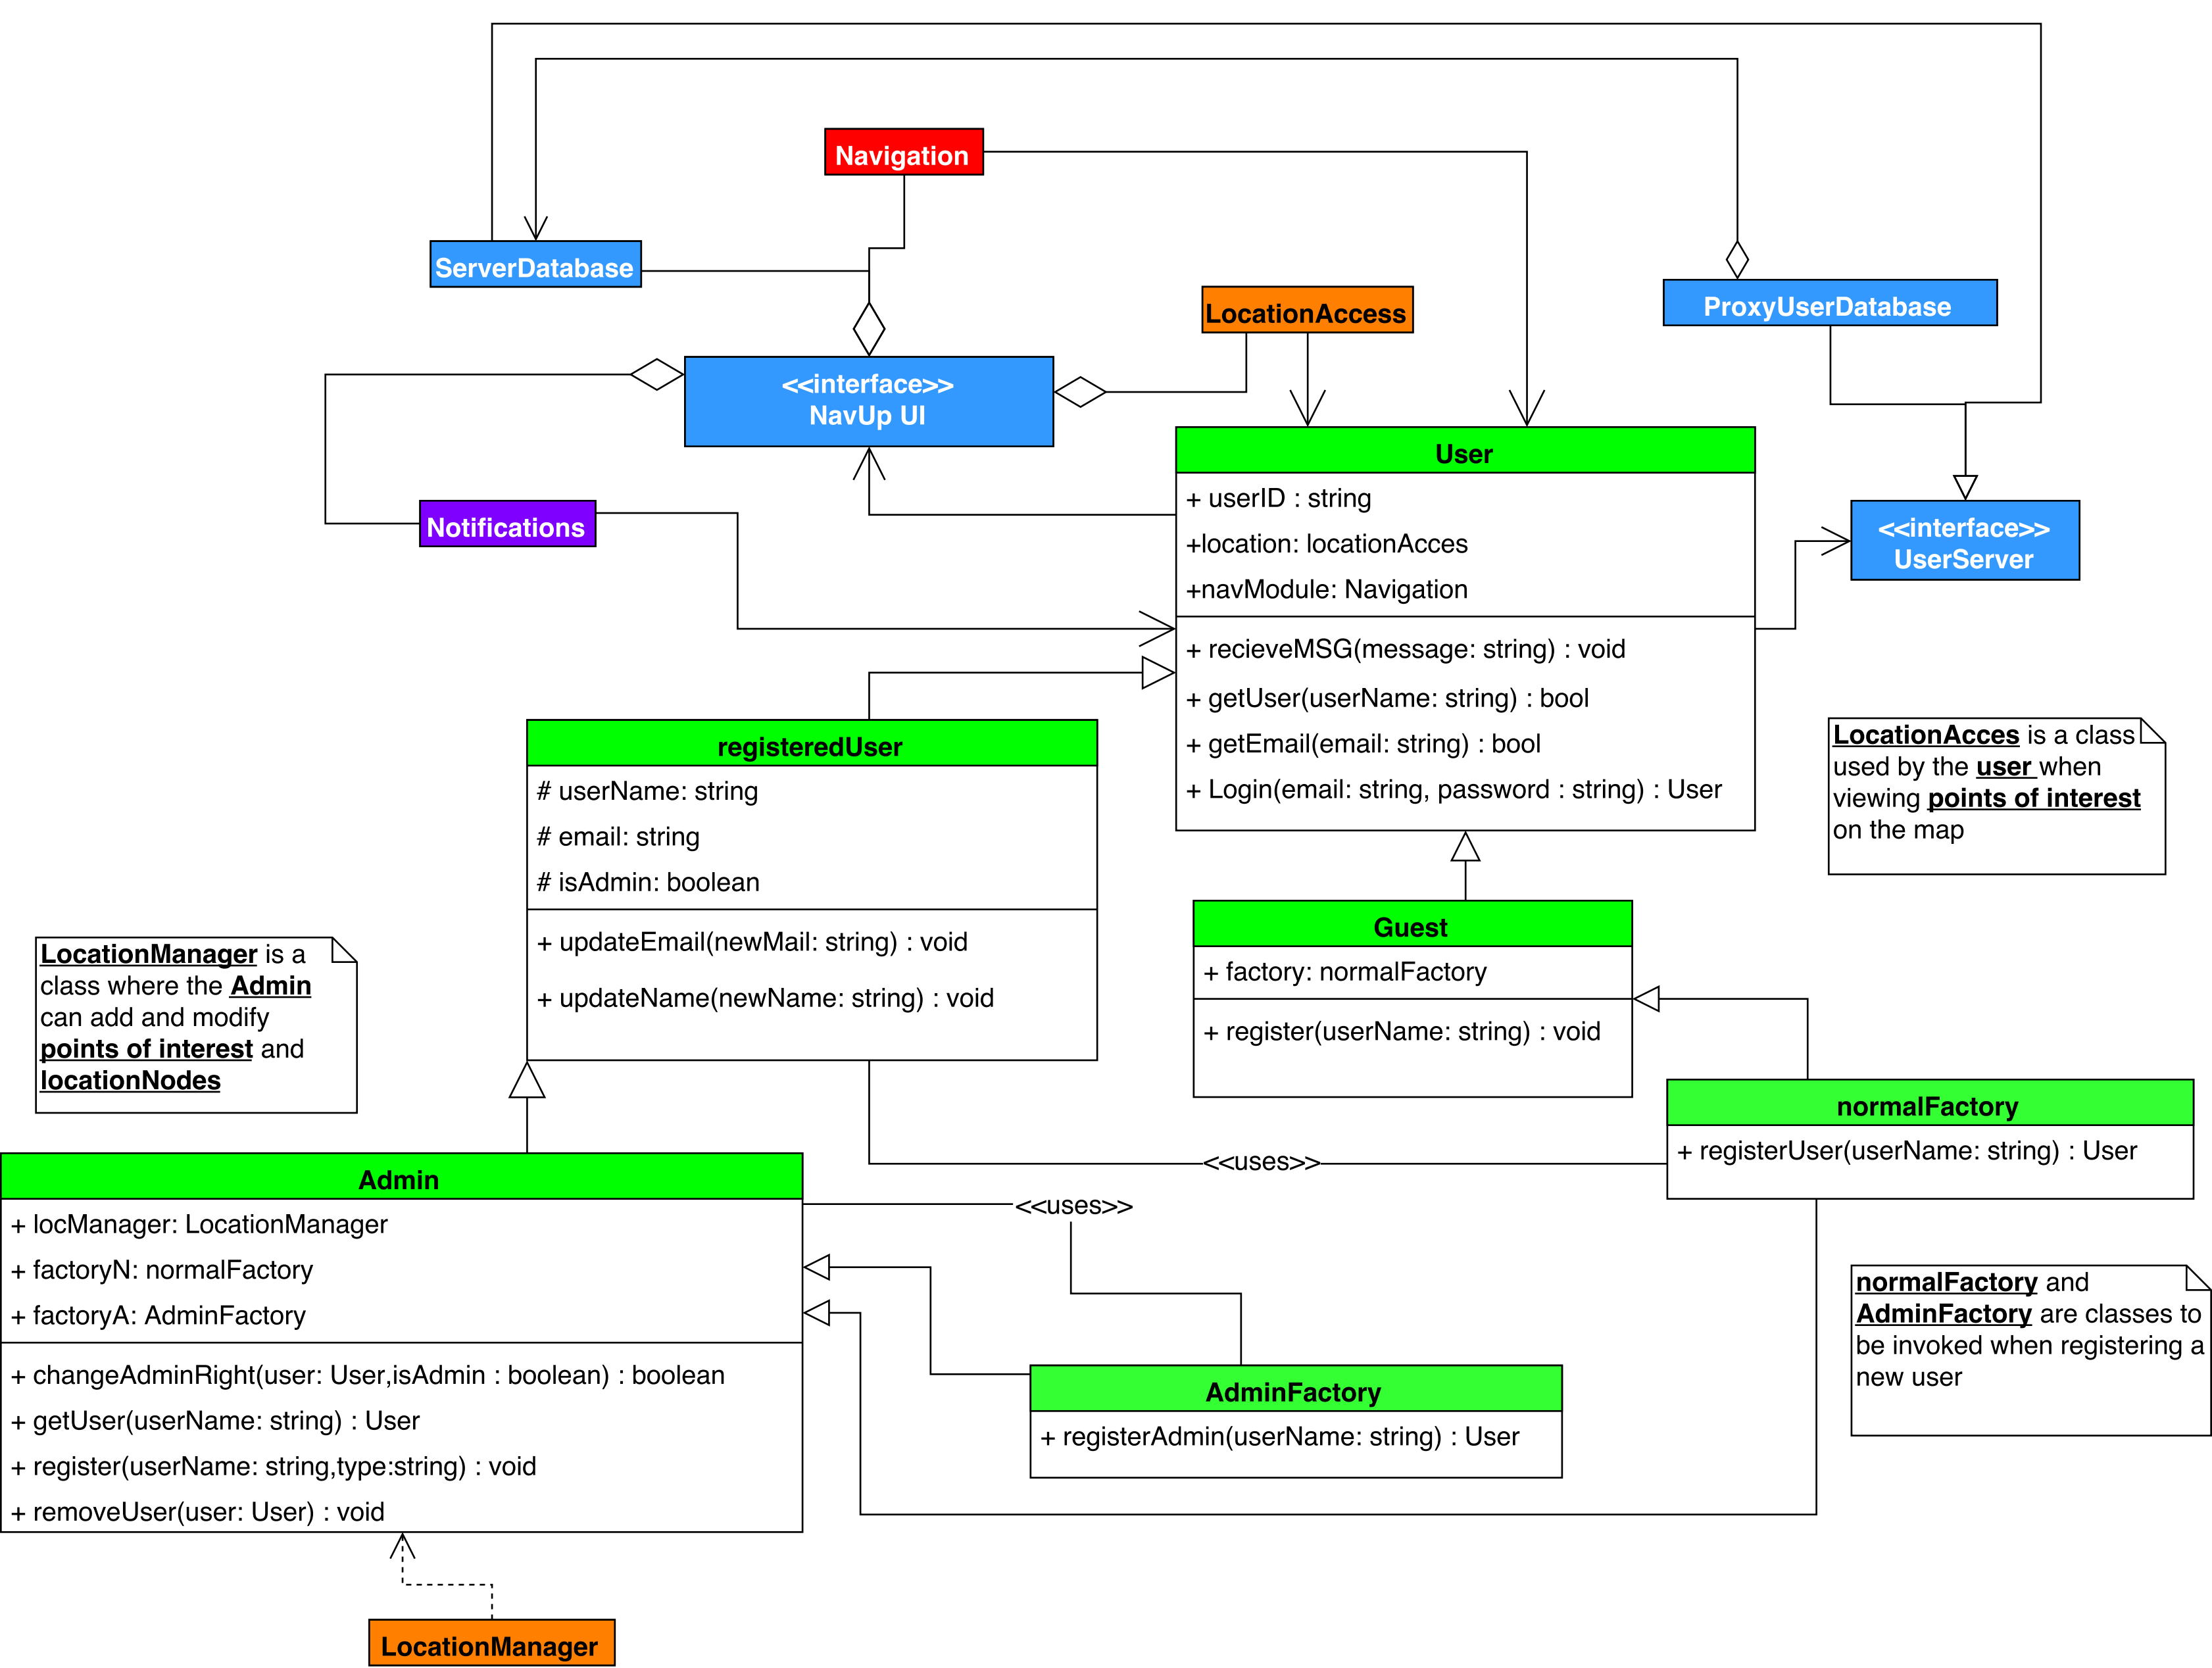 Navigation
ServerDatabase
LocationAccess
ProxyUserDatabase
<<interface>>
NavUp UI
User
+ userID : string
+location: locationAcces
+navModule: Navigation
+ recieveMSG(message: string) : void
+ getUser(userName: string) : bool
+ getEmail(email: string) : bool
+ Login(email: string, password : string) : User
Notifications
<<interface>>
UserServer
registeredUser
# userName: string
# email: string
# isAdmin: boolean
+ updateEmail(newMail: string) : void
+ updateName(newName: string) : void
LocationAcces is a class
used by the user when
viewing points of interest
on the map
Guest
+ factory: normalFactory
+ register(userName: string) : void
LocationManager is a
class where the Admin
can add and modify
points of interest and
locationNodes
normalFactory
+ registerUser(userName: string) : User
<<uses>>
<<uses>>
Admin
+ locManager: LocationManager
+ factoryN: normalFactory
+ factoryA: AdminFactory
+ changeAdminRight(user: User,isAdmin : boolean) : boolean
+ getUser(userName: string) : User
+ register(userName: string,type:string) : void
+ removeUser(user: User) : void
normalFactory and
AdminFactory are classes to
be invoked when registering a
new user
AdminFactory
+ registerAdmin(userName: string) : User
LocationManager